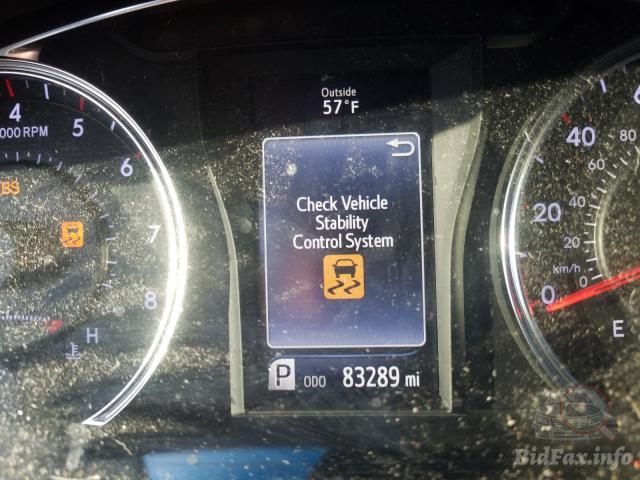 Outside
57°F
4
5
000 RPM
6
7
8
H
Check Vehicle
Stability
Control System
P ODO 83289 mi
40
80
60
20
40
20
km/h
0
0
E
BidFax.info